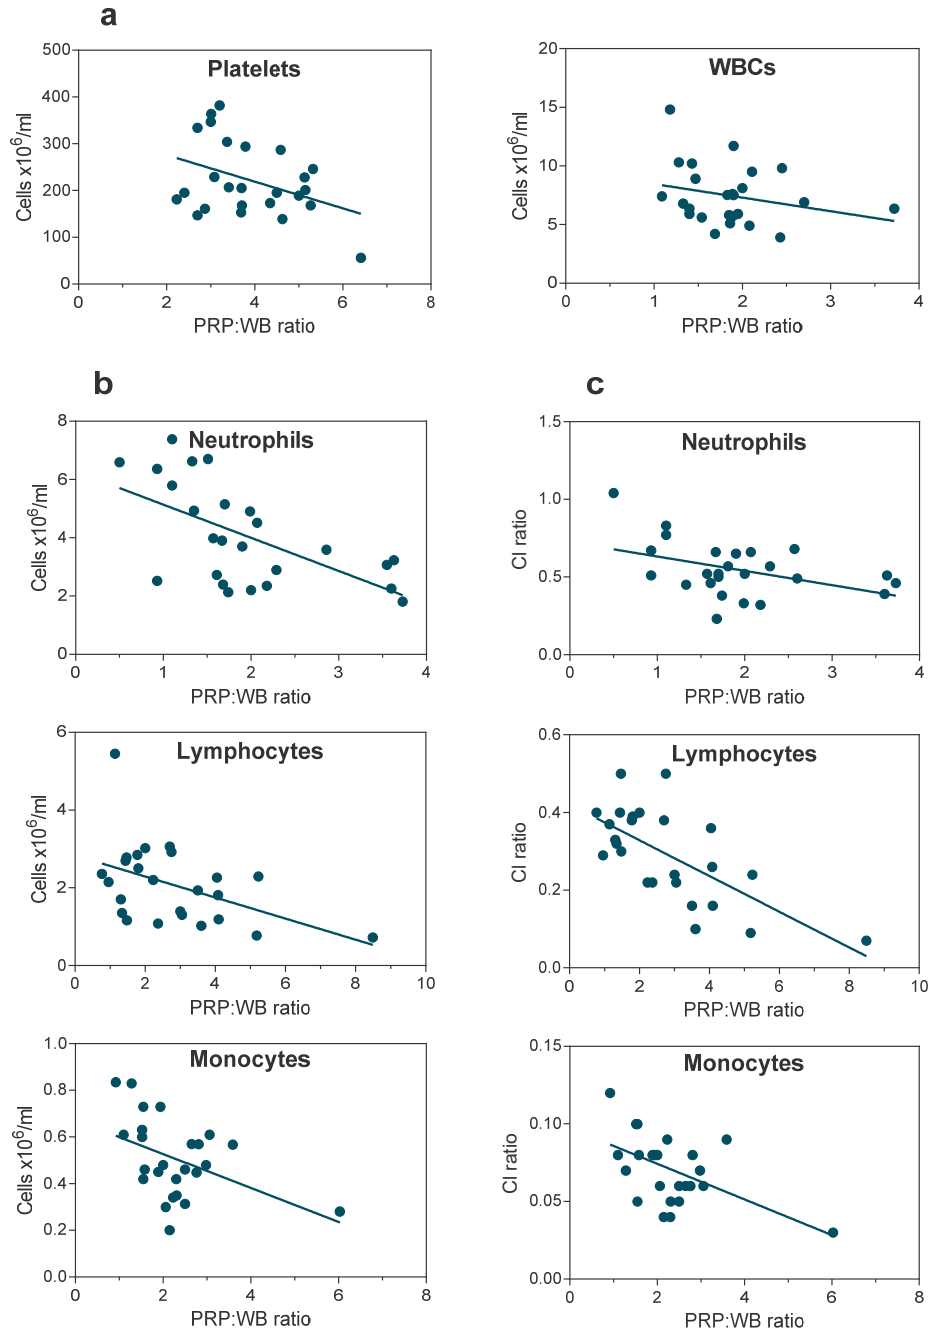 a
Platelets
Cells x10⁶/ml
500
400
300
200
100
0
0 2 4 6 8
PRP:WB ratio
WBCs
Cells x10⁶/ml
20
15
10
5
0
0 1 2 3 4
PRP:WB ratio
b
Neutrophils
Cells x10⁶/ml
8
6
4
2
0
0 1 2 3 4
PRP:WB ratio
c
Neutrophils
CI ratio
1.5
1.0
0.5
0.0
0 1 2 3 4
PRP:WB ratio
Lymphocytes
Cells x10⁶/ml
6
4
2
0
0 2 4 6 8 10
PRP:WB ratio
Lymphocytes
CI ratio
0.6
0.4
0.2
0.0
0 2 4 6 8 10
PRP:WB ratio
Monocytes
Cells x10⁶/ml
1.0
0.8
0.6
0.4
0.2
0.0
0 2 4 6 8
PRP:WB ratio
Monocytes
CI ratio
0.15
0.10
0.05
0.00
0 2 4 6 8
PRP:WB ratio